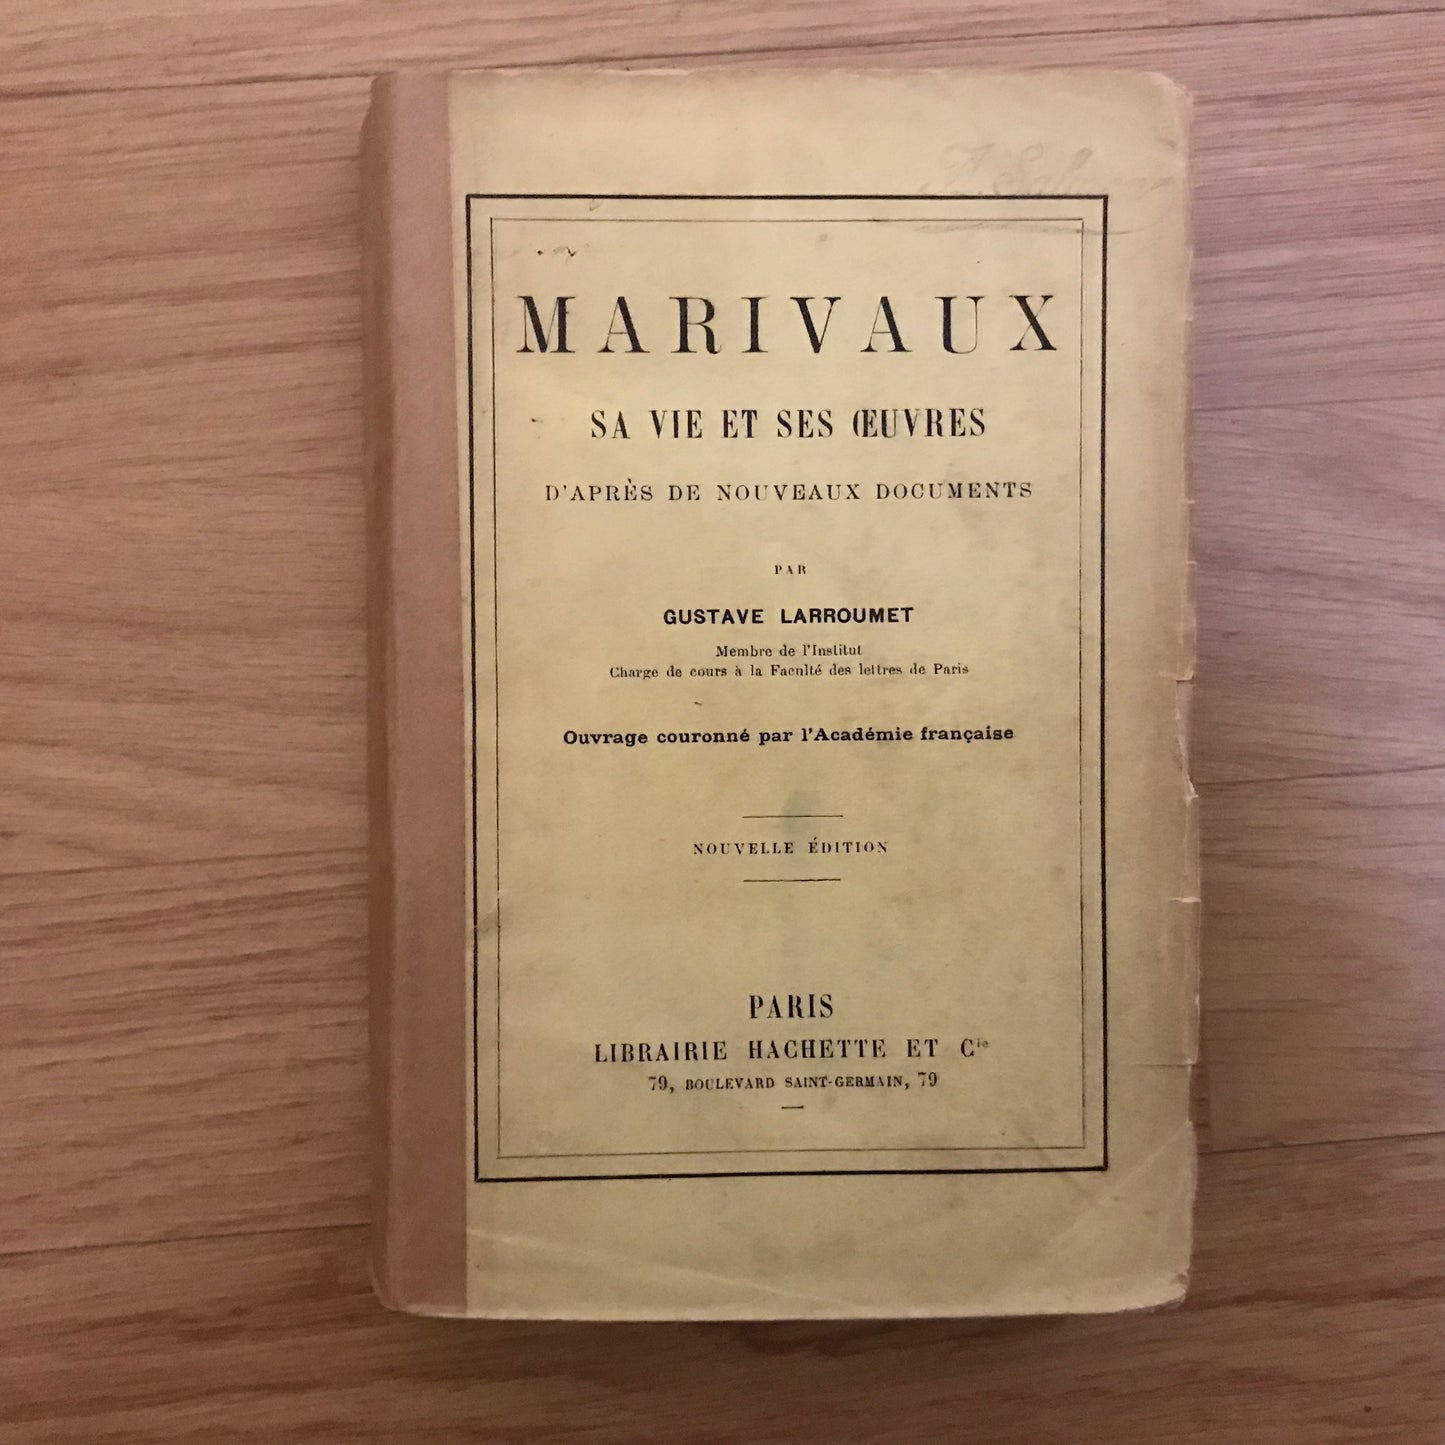 MARIVAUX
SA VIE ET SES ŒUVRES
D'APRÈS DE NOUVEAUX DOCUMENTS
PAR
GUSTAVE LARROUMET
Membre de l'Institut
Chargé de cours à la Faculté des lettres de Paris
Ouvrage couronné par l'Académie française
NOUVELLE ÉDITION
PARIS
LIBRAIRIE HACHETTE ET Cie
79, BOULEVARD SAINT-GERMAIN, 79